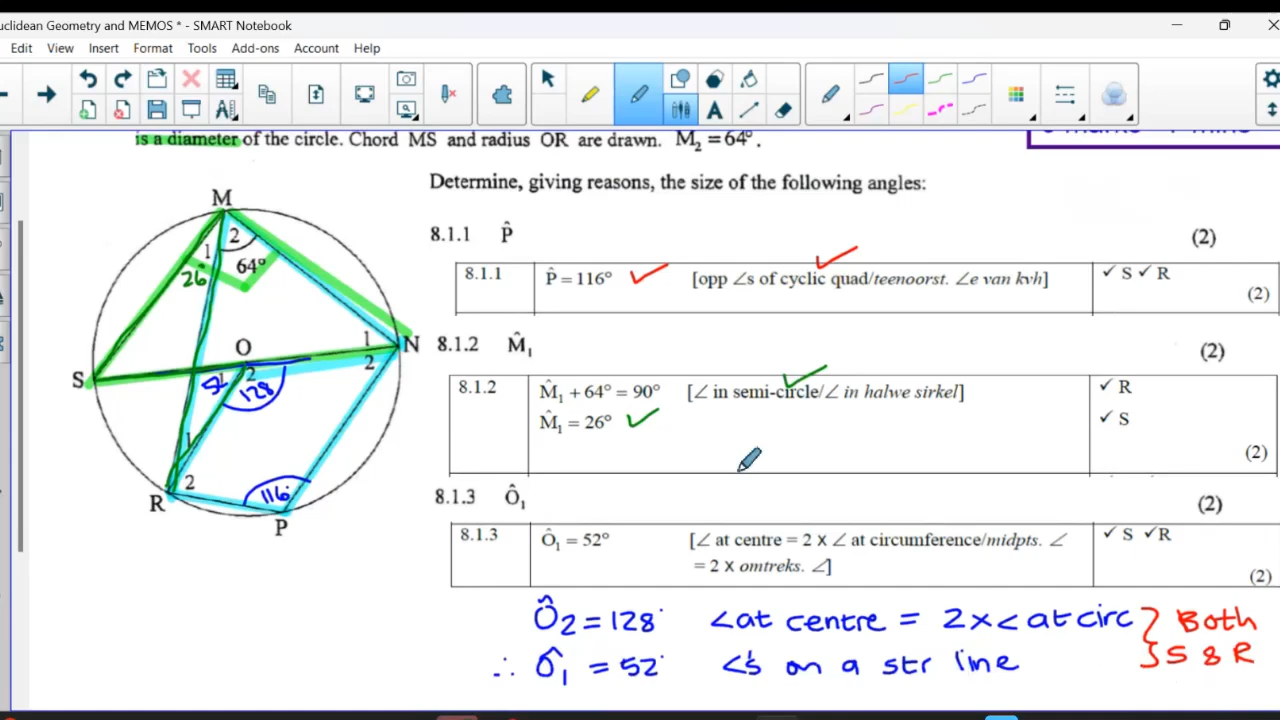 uclidean Geometry and MEMOS * - SMART Notebook
Edit View Insert Format Tools Add-ons Account Help
is a diameter of the circle. Chord MS and radius OR are drawn. M̂₂ = 64°.
Determine, giving reasons, the size of the following angles:
8.1.1 P̂ (2)
8.1.1 P̂ = 116° ✓ [opp ∠s of cyclic quad/teenoorst. ∠e van kvh] ✓ ✓ S ✓ R
(2)
8.1.2 M̂₁ (2)
8.1.2 M̂₁ + 64° = 90° [∠ in semi-circle/∠ in halwe sirkel] ✓ ✓ R
M̂₁ = 26° ✓ ✓ S
(2)
8.1.3 Ô₁ (2)
8.1.3 Ô₁ = 52° [∠ at centre = 2 x ∠ at circumference/midpts. ∠ ✓ S ✓R
= 2 x omtreks. ∠] (2)
Ô₂ = 128° <at centre = 2x< at circ } Both
∴ Ô₁ = 52° <'s on a str line } S & R
M
1 2
26° 64°
O
1 N
2
S
52 1 2 128
1
R 2
116°
P